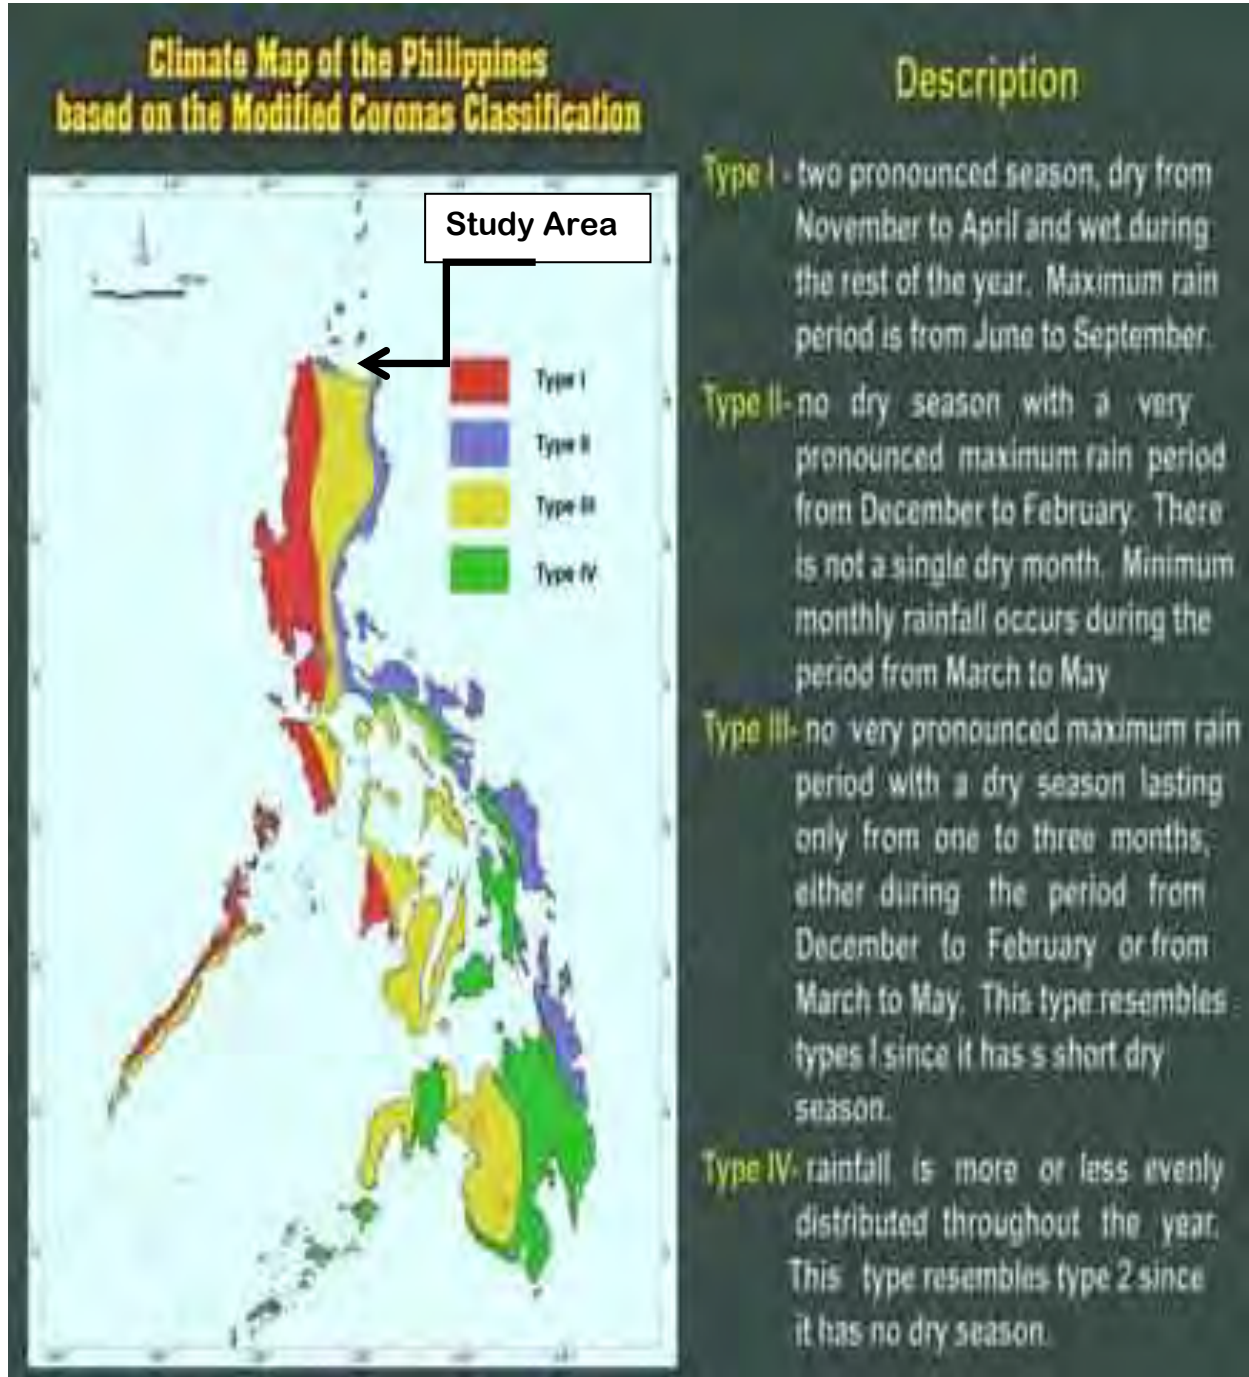 Climate Map of the Philippines
based on the Modified Coronas Classification
Study Area
Type I
Type II
Type III
Type IV
Description
Type I - two pronounced season, dry from
November to April and wet during
the rest of the year. Maximum rain
period is from June to September.
Type II- no dry season with a very
pronounced maximum rain period
from December to February. There
is not a single dry month. Minimum
monthly rainfall occurs during the
period from March to May
Type III- no very pronounced maximum rain
period with a dry season lasting
only from one to three months,
either during the period from
December to February or from
March to May. This type resembles
types I since it has s short dry
season.
Type IV- rainfall is more or less evenly
distributed throughout the year.
This type resembles type 2 since
it has no dry season.